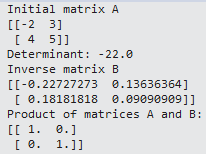 Initial matrix A
[[-2  3]
 [ 4  5]]
Determinant: -22.0
Inverse matrix B
[[-0.22727273  0.13636364]
 [ 0.18181818  0.09090909]]
Product of matrices A and B:
[[ 1.  0.]
 [ 0.  1.]]